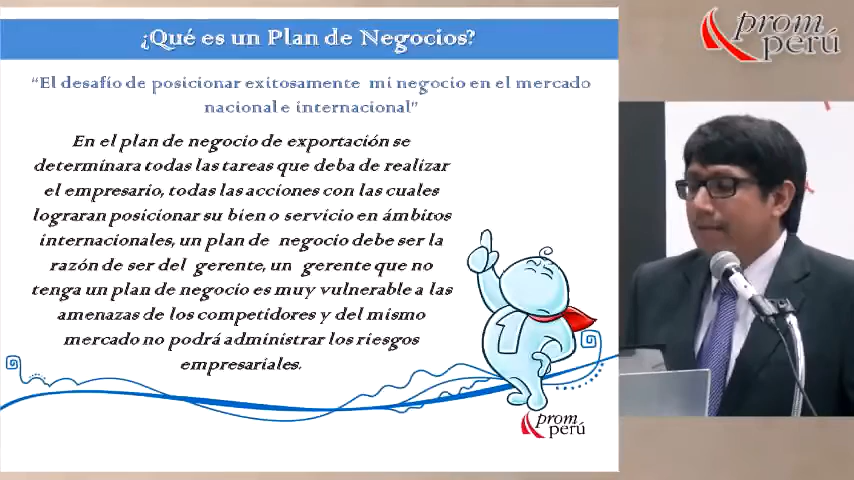 ¿Qué es un Plan de Negocios?
prom
perú
“El desafío de posicionar exitosamente mi negocio en el mercado
nacional e internacional”
En el plan de negocio de exportación se
determinara todas las tareas que deba de realizar
el empresario, todas las acciones con las cuales
lograran posicionar su bien o servicio en ámbitos
internacionales, un plan de negocio debe ser la
razón de ser del gerente, un gerente que no
tenga un plan de negocio es muy vulnerable a las
amenazas de los competidores y del mismo
mercado no podrá administrar los riesgos
empresariales.
1
prom
perú